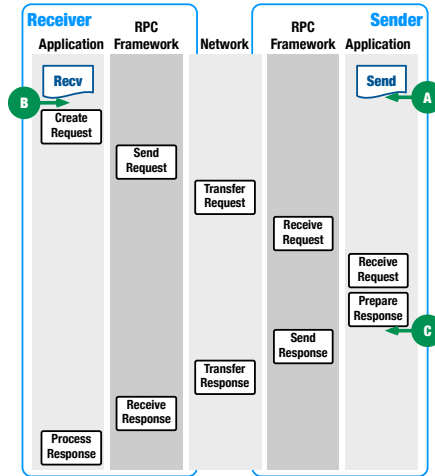 Receiver
Sender
Application
RPC
Framework
Network
RPC
Framework
Application
Recv
Send
B
A
Create
Request
Send
Request
Transfer
Request
Receive
Request
Receive
Request
Prepare
Response
C
Send
Response
Transfer
Response
Receive
Response
Process
Response